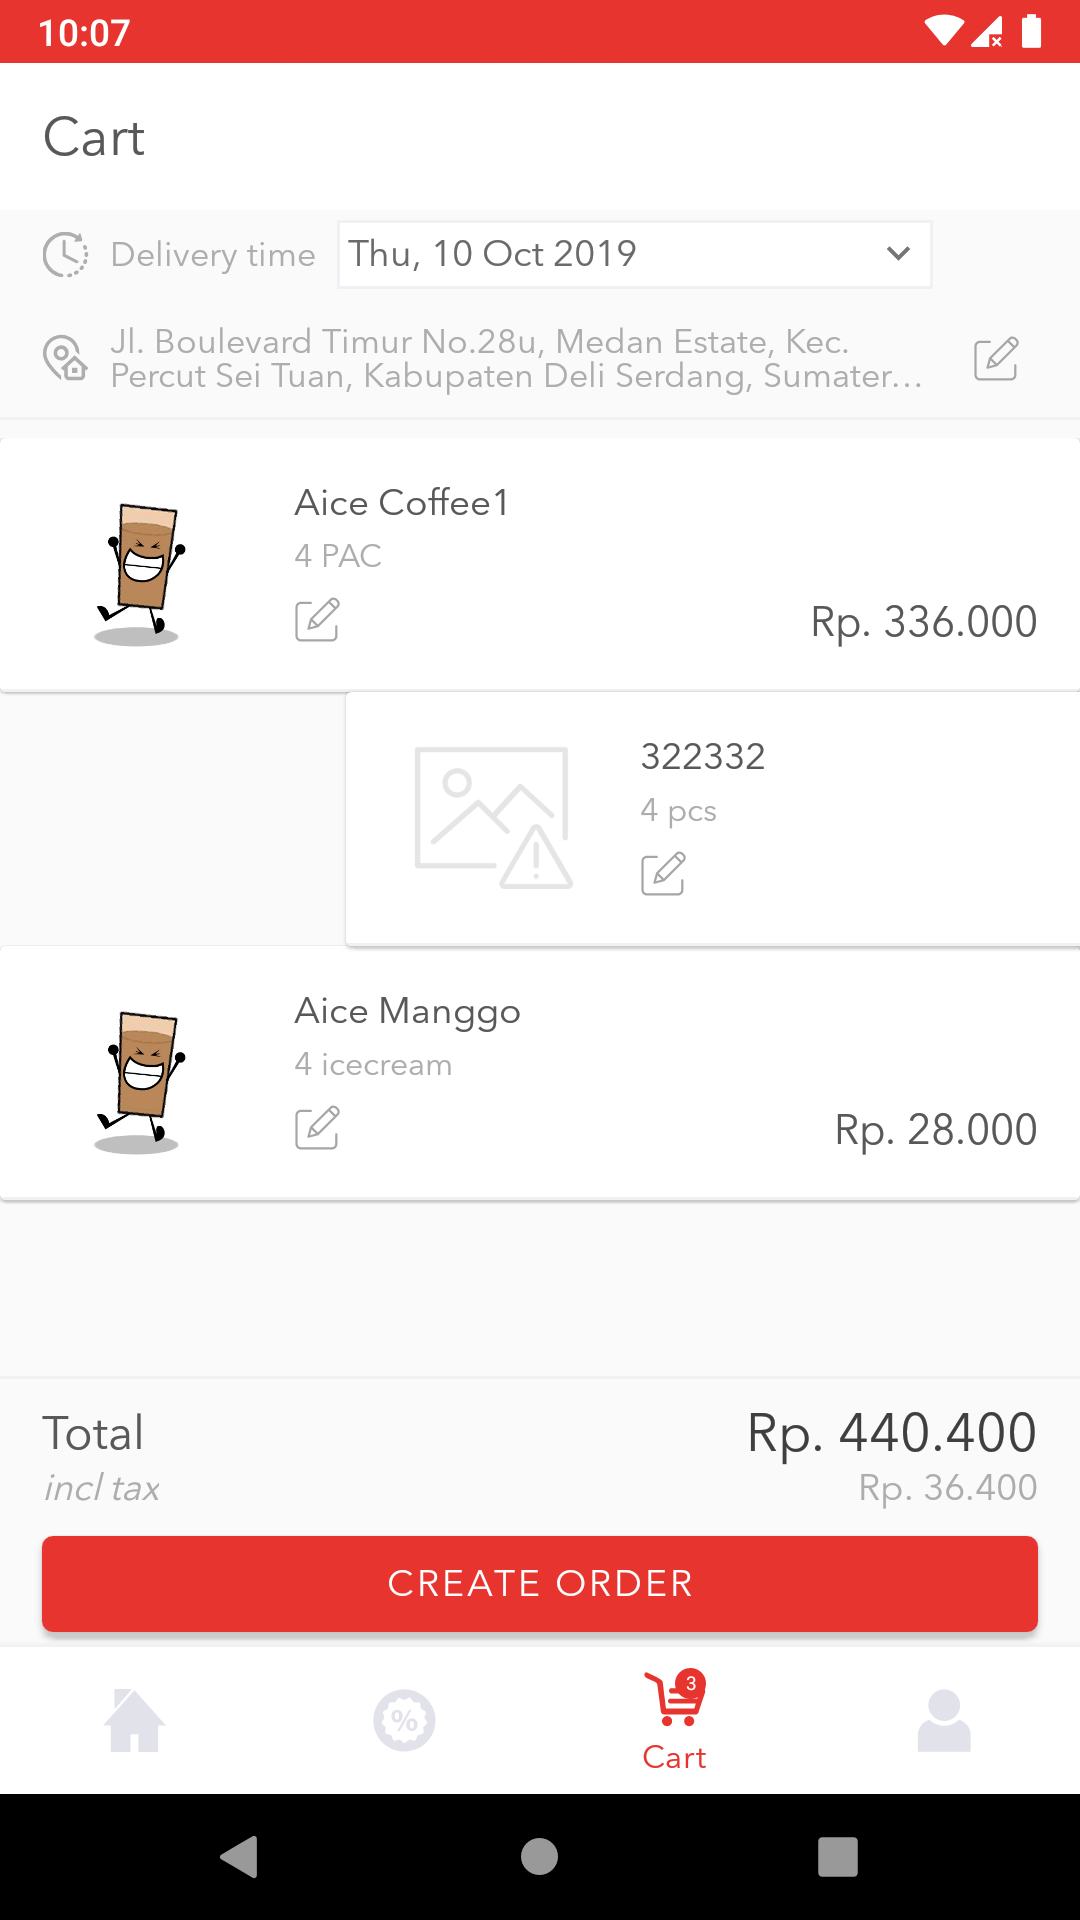 10:07
Cart
Delivery time
Thu, 10 Oct 2019
Jl. Boulevard Timur No.28u, Medan Estate, Kec.
Percut Sei Tuan, Kabupaten Deli Serdang, Sumater...
Aice Coffee1
4 PAC
Rp. 336.000
322332
4 pcs
Aice Manggo
4 icecream
Rp. 28.000
Total
Rp. 440.400
incl tax
Rp. 36.400
CREATE ORDER
%
3
Cart